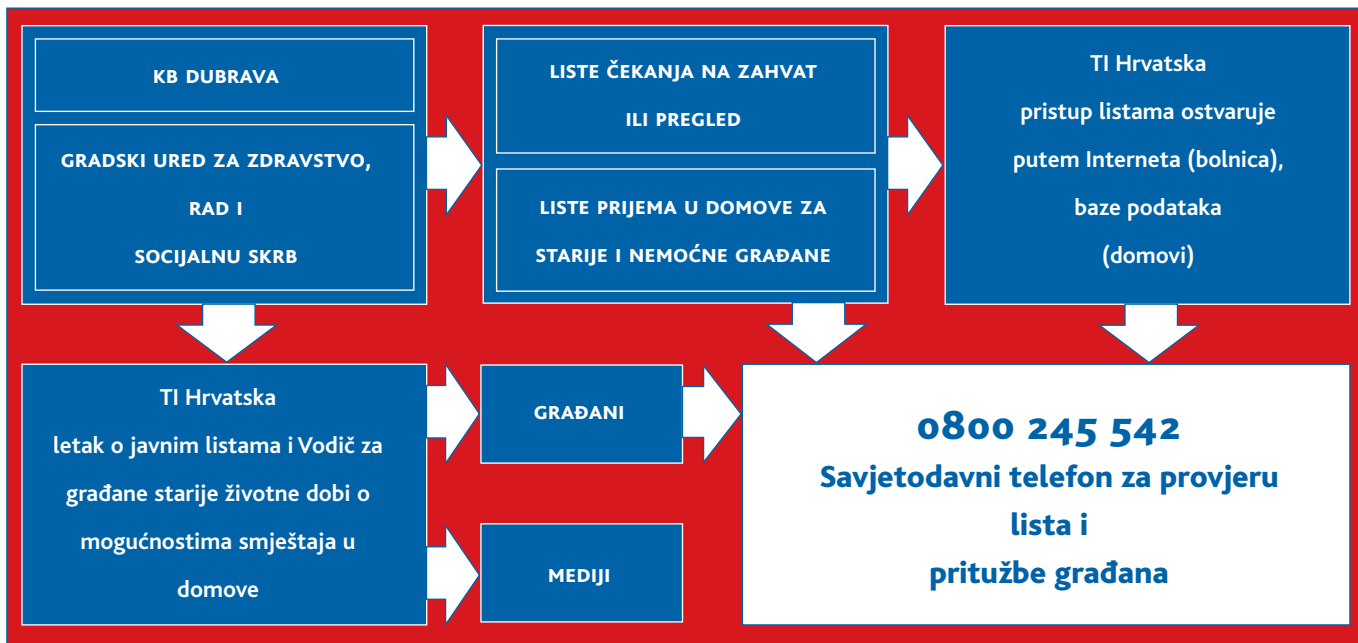 KB DUBRAVA
GRADSKI URED ZA ZDRAVSTVO,
RAD I
SOCIJALNU SKRB
LISTE ČEKANJA NA ZAHVAT
ILI PREGLED
LISTE PRIJEMA U DOMOVE ZA
STARIJE I NEMOĆNE GRAĐANE
TI Hrvatska
pristup listama ostvaruje
putem Interneta (bolnica),
baze podataka
(domovi)
TI Hrvatska
letak o javnim listama i Vodič za
građane starije životne dobi o
mogućnostima smještaja u
domove
GRAĐANI
MEDIJI
0800 245 542
Savjetodavni telefon za provjeru
lista i
pritužbe građana